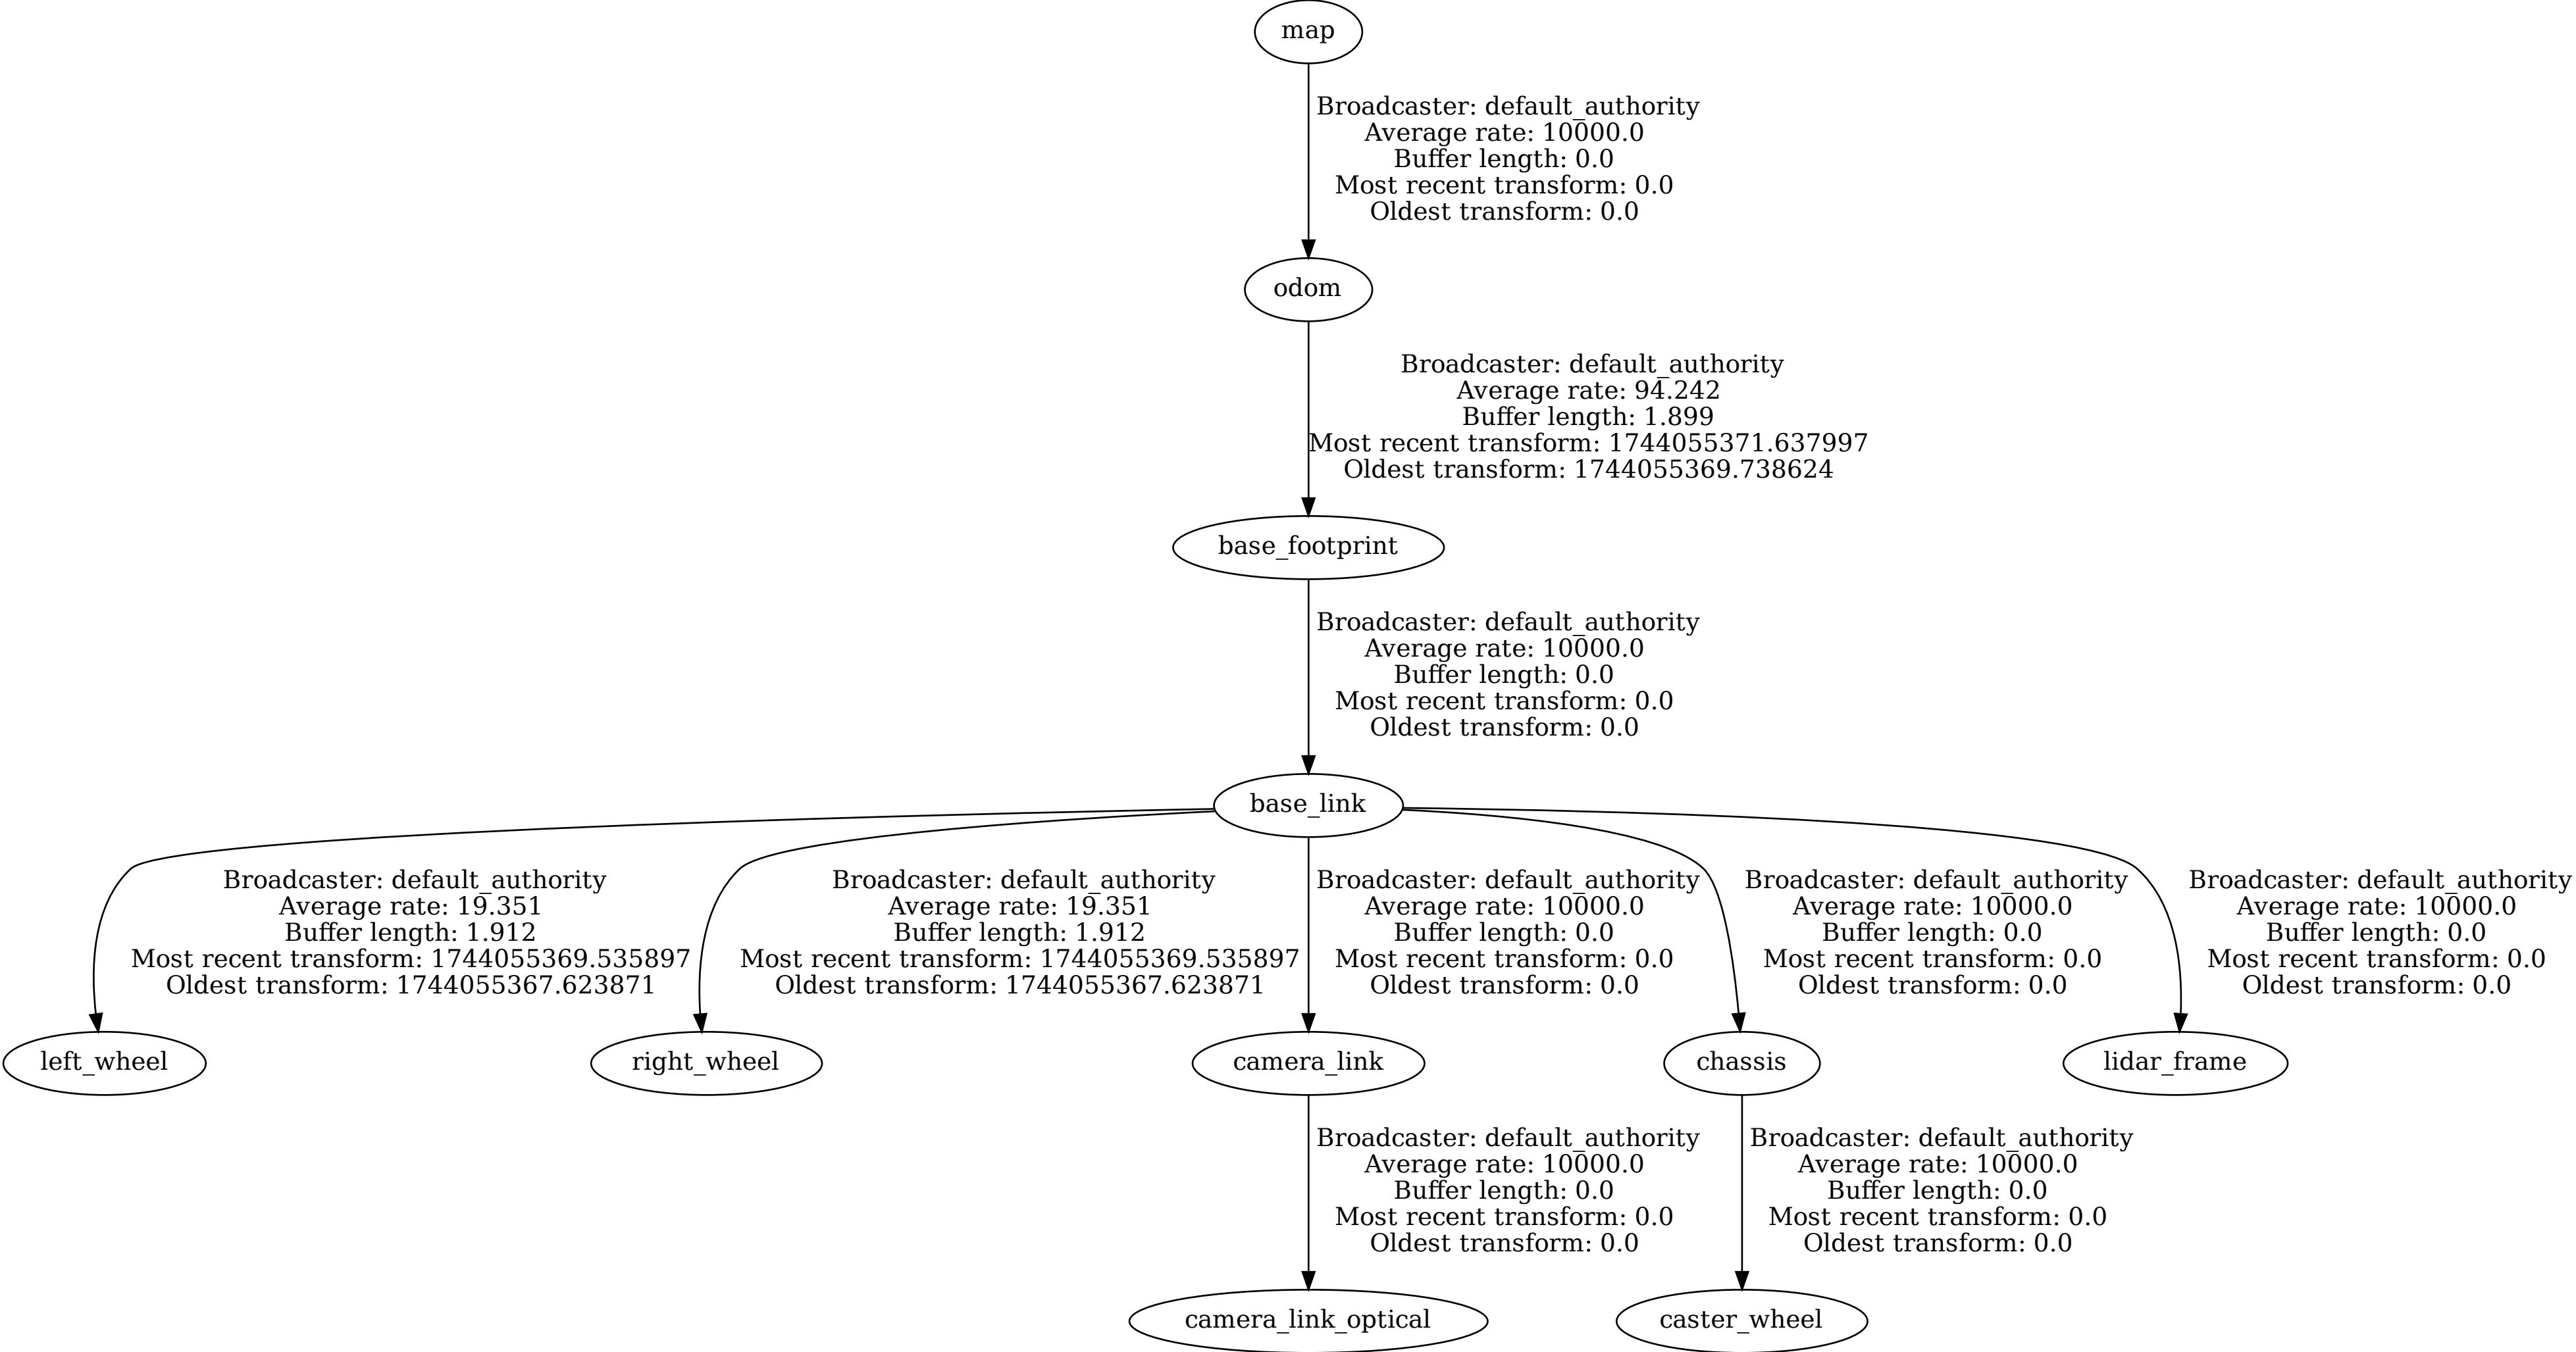 map
Broadcaster: default_authority
Average rate: 10000.0
Buffer length: 0.0
Most recent transform: 0.0
Oldest transform: 0.0
odom
Broadcaster: default_authority
Average rate: 94.242
Buffer length: 1.899
Most recent transform: 1744055371.637997
Oldest transform: 1744055369.738624
base_footprint
Broadcaster: default_authority
Average rate: 10000.0
Buffer length: 0.0
Most recent transform: 0.0
Oldest transform: 0.0
base_link
Broadcaster: default_authority
Average rate: 19.351
Buffer length: 1.912
Most recent transform: 1744055369.535897
Oldest transform: 1744055367.623871
Broadcaster: default_authority
Average rate: 19.351
Buffer length: 1.912
Most recent transform: 1744055369.535897
Oldest transform: 1744055367.623871
Broadcaster: default_authority
Average rate: 10000.0
Buffer length: 0.0
Most recent transform: 0.0
Oldest transform: 0.0
Broadcaster: default_authority
Average rate: 10000.0
Buffer length: 0.0
Most recent transform: 0.0
Oldest transform: 0.0
Broadcaster: default_authority
Average rate: 10000.0
Buffer length: 0.0
Most recent transform: 0.0
Oldest transform: 0.0
left_wheel
right_wheel
camera_link
chassis
lidar_frame
Broadcaster: default_authority
Average rate: 10000.0
Buffer length: 0.0
Most recent transform: 0.0
Oldest transform: 0.0
Broadcaster: default_authority
Average rate: 10000.0
Buffer length: 0.0
Most recent transform: 0.0
Oldest transform: 0.0
camera_link_optical
caster_wheel